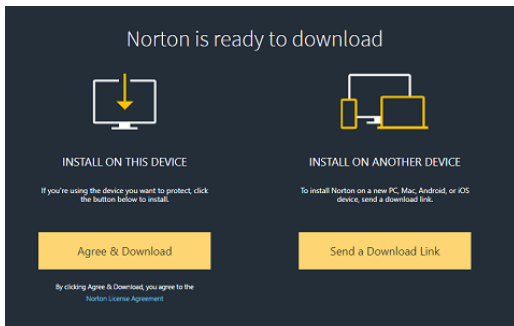 Norton is ready to download
INSTALL ON THIS DEVICE
If you're using the device you want to protect, click
the button below to install.
Agree & Download
By clicking Agree & Download, you agree to the
Norton License Agreement
INSTALL ON ANOTHER DEVICE
To install Norton on a new PC, Mac, Android, or iOS
device, send a download link.
Send a Download Link